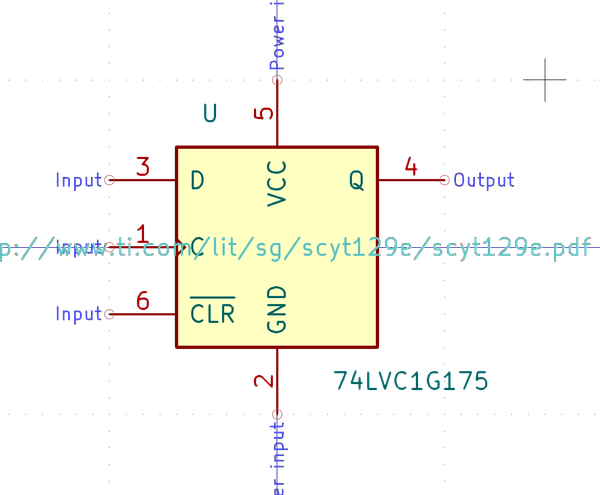 Power i
5
U
3
4
Input
D
VCC
Q
Output
1
Input
C
p://www.ti.com/lit/sg/scyt129e/scyt129e.pdf
6
Input
CLR
GND
2
74LVC1G175
er input